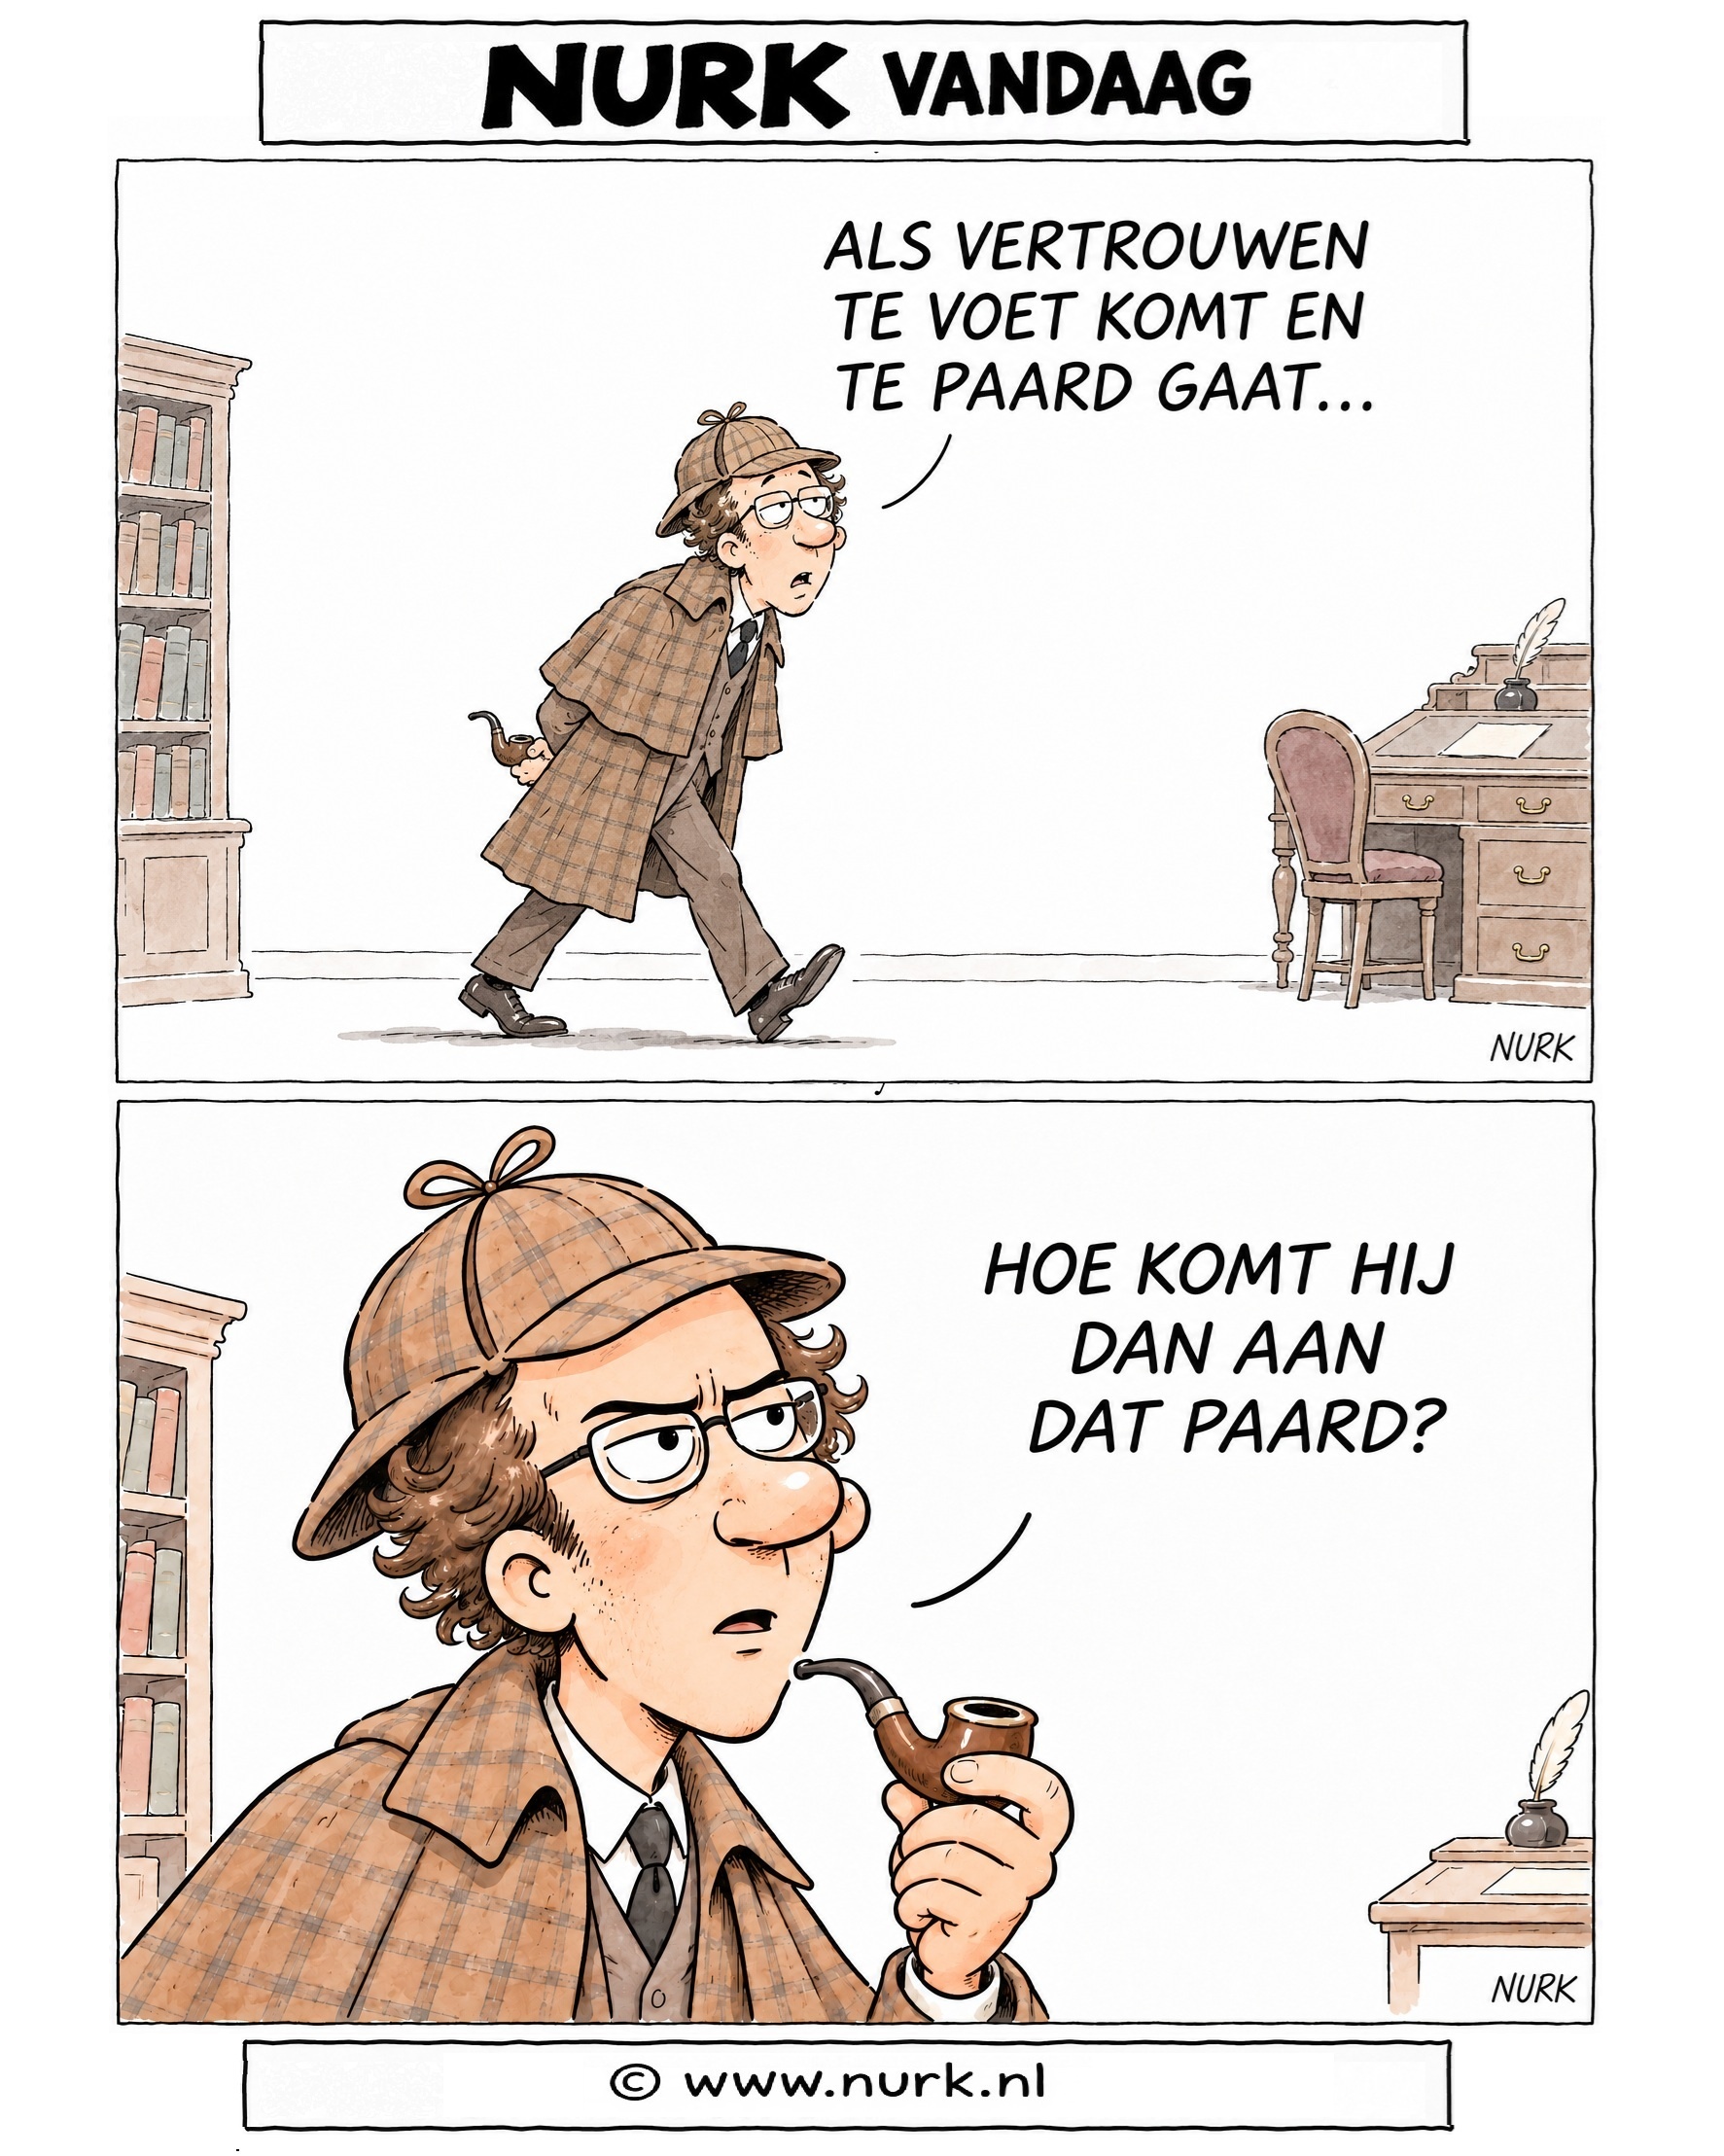 NURK VANDAAG
ALS VERTROUWEN
TE VOET KOMT EN
TE PAARD GAAT...
NURK
HOE KOMT HIJ
DAN AAN
DAT PAARD?
NURK
© www.nurk.nl